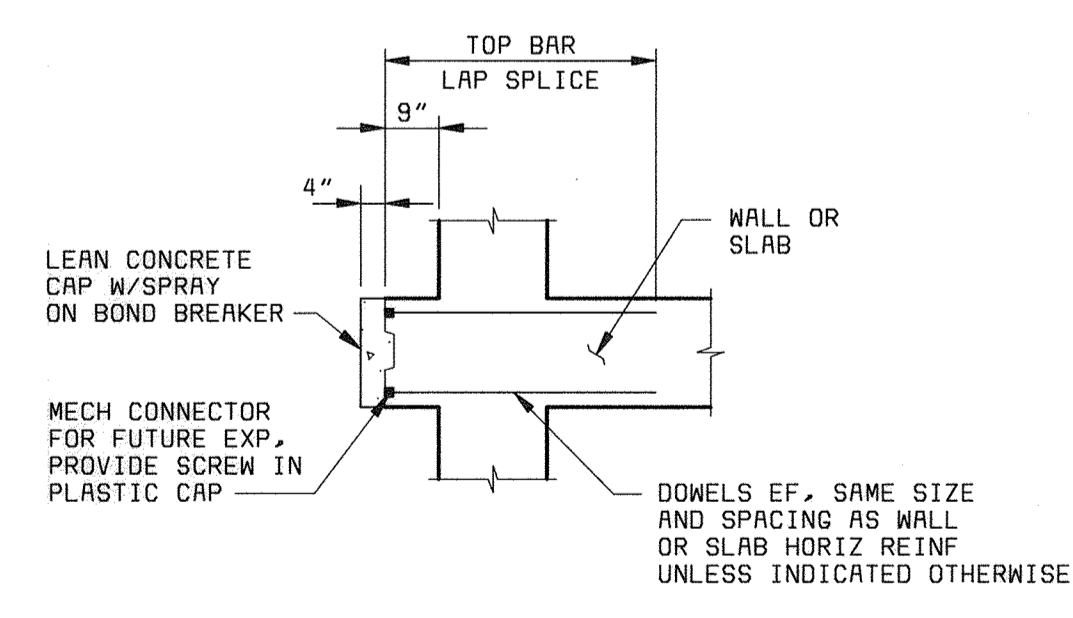 TOP BAR
LAP SPLICE
9"
4"
WALL OR
SLAB
LEAN CONCRETE
CAP W/SPRAY
ON BOND BREAKER
MECH CONNECTOR
FOR FUTURE EXP,
PROVIDE SCREW IN
PLASTIC CAP
DOWELS EF, SAME SIZE
AND SPACING AS WALL
OR SLAB HORIZ REINF
UNLESS INDICATED OTHERWISE